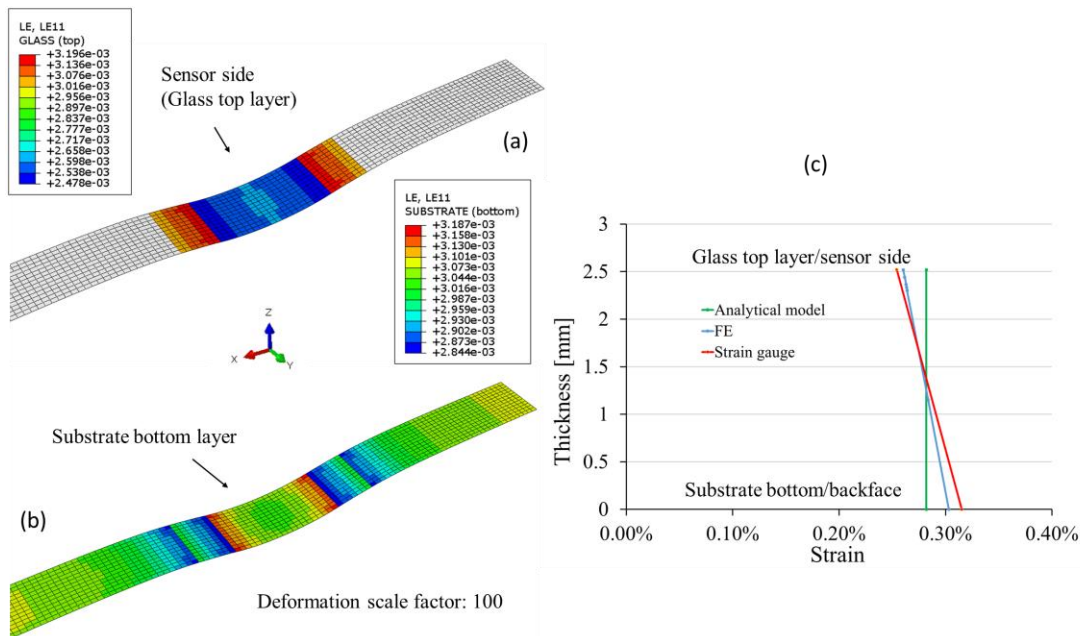 LE, LE11
GLASS (top)
+3.196e-03
+3.136e-03
+3.076e-03
+3.016e-03
+2.956e-03
+2.897e-03
+2.837e-03
+2.777e-03
+2.717e-03
+2.658e-03
+2.598e-03
+2.538e-03
+2.478e-03
Sensor side
(Glass top layer)
(a)
LE, LE11
SUBSTRATE (bottom)
+3.187e-03
+3.158e-03
+3.130e-03
+3.101e-03
+3.073e-03
+3.044e-03
+3.016e-03
+2.987e-03
+2.959e-03
+2.930e-03
+2.902e-03
+2.873e-03
+2.844e-03
Z
X
Y
Substrate bottom layer
(b)
Deformation scale factor: 100
(c)
Thickness [mm]
3
2.5
2
1.5
1
0.5
0
Glass top layer/sensor side
Analytical model
FE
Strain gauge
Substrate bottom/backface
0.00%
0.10%
0.20%
0.30%
0.40%
Strain